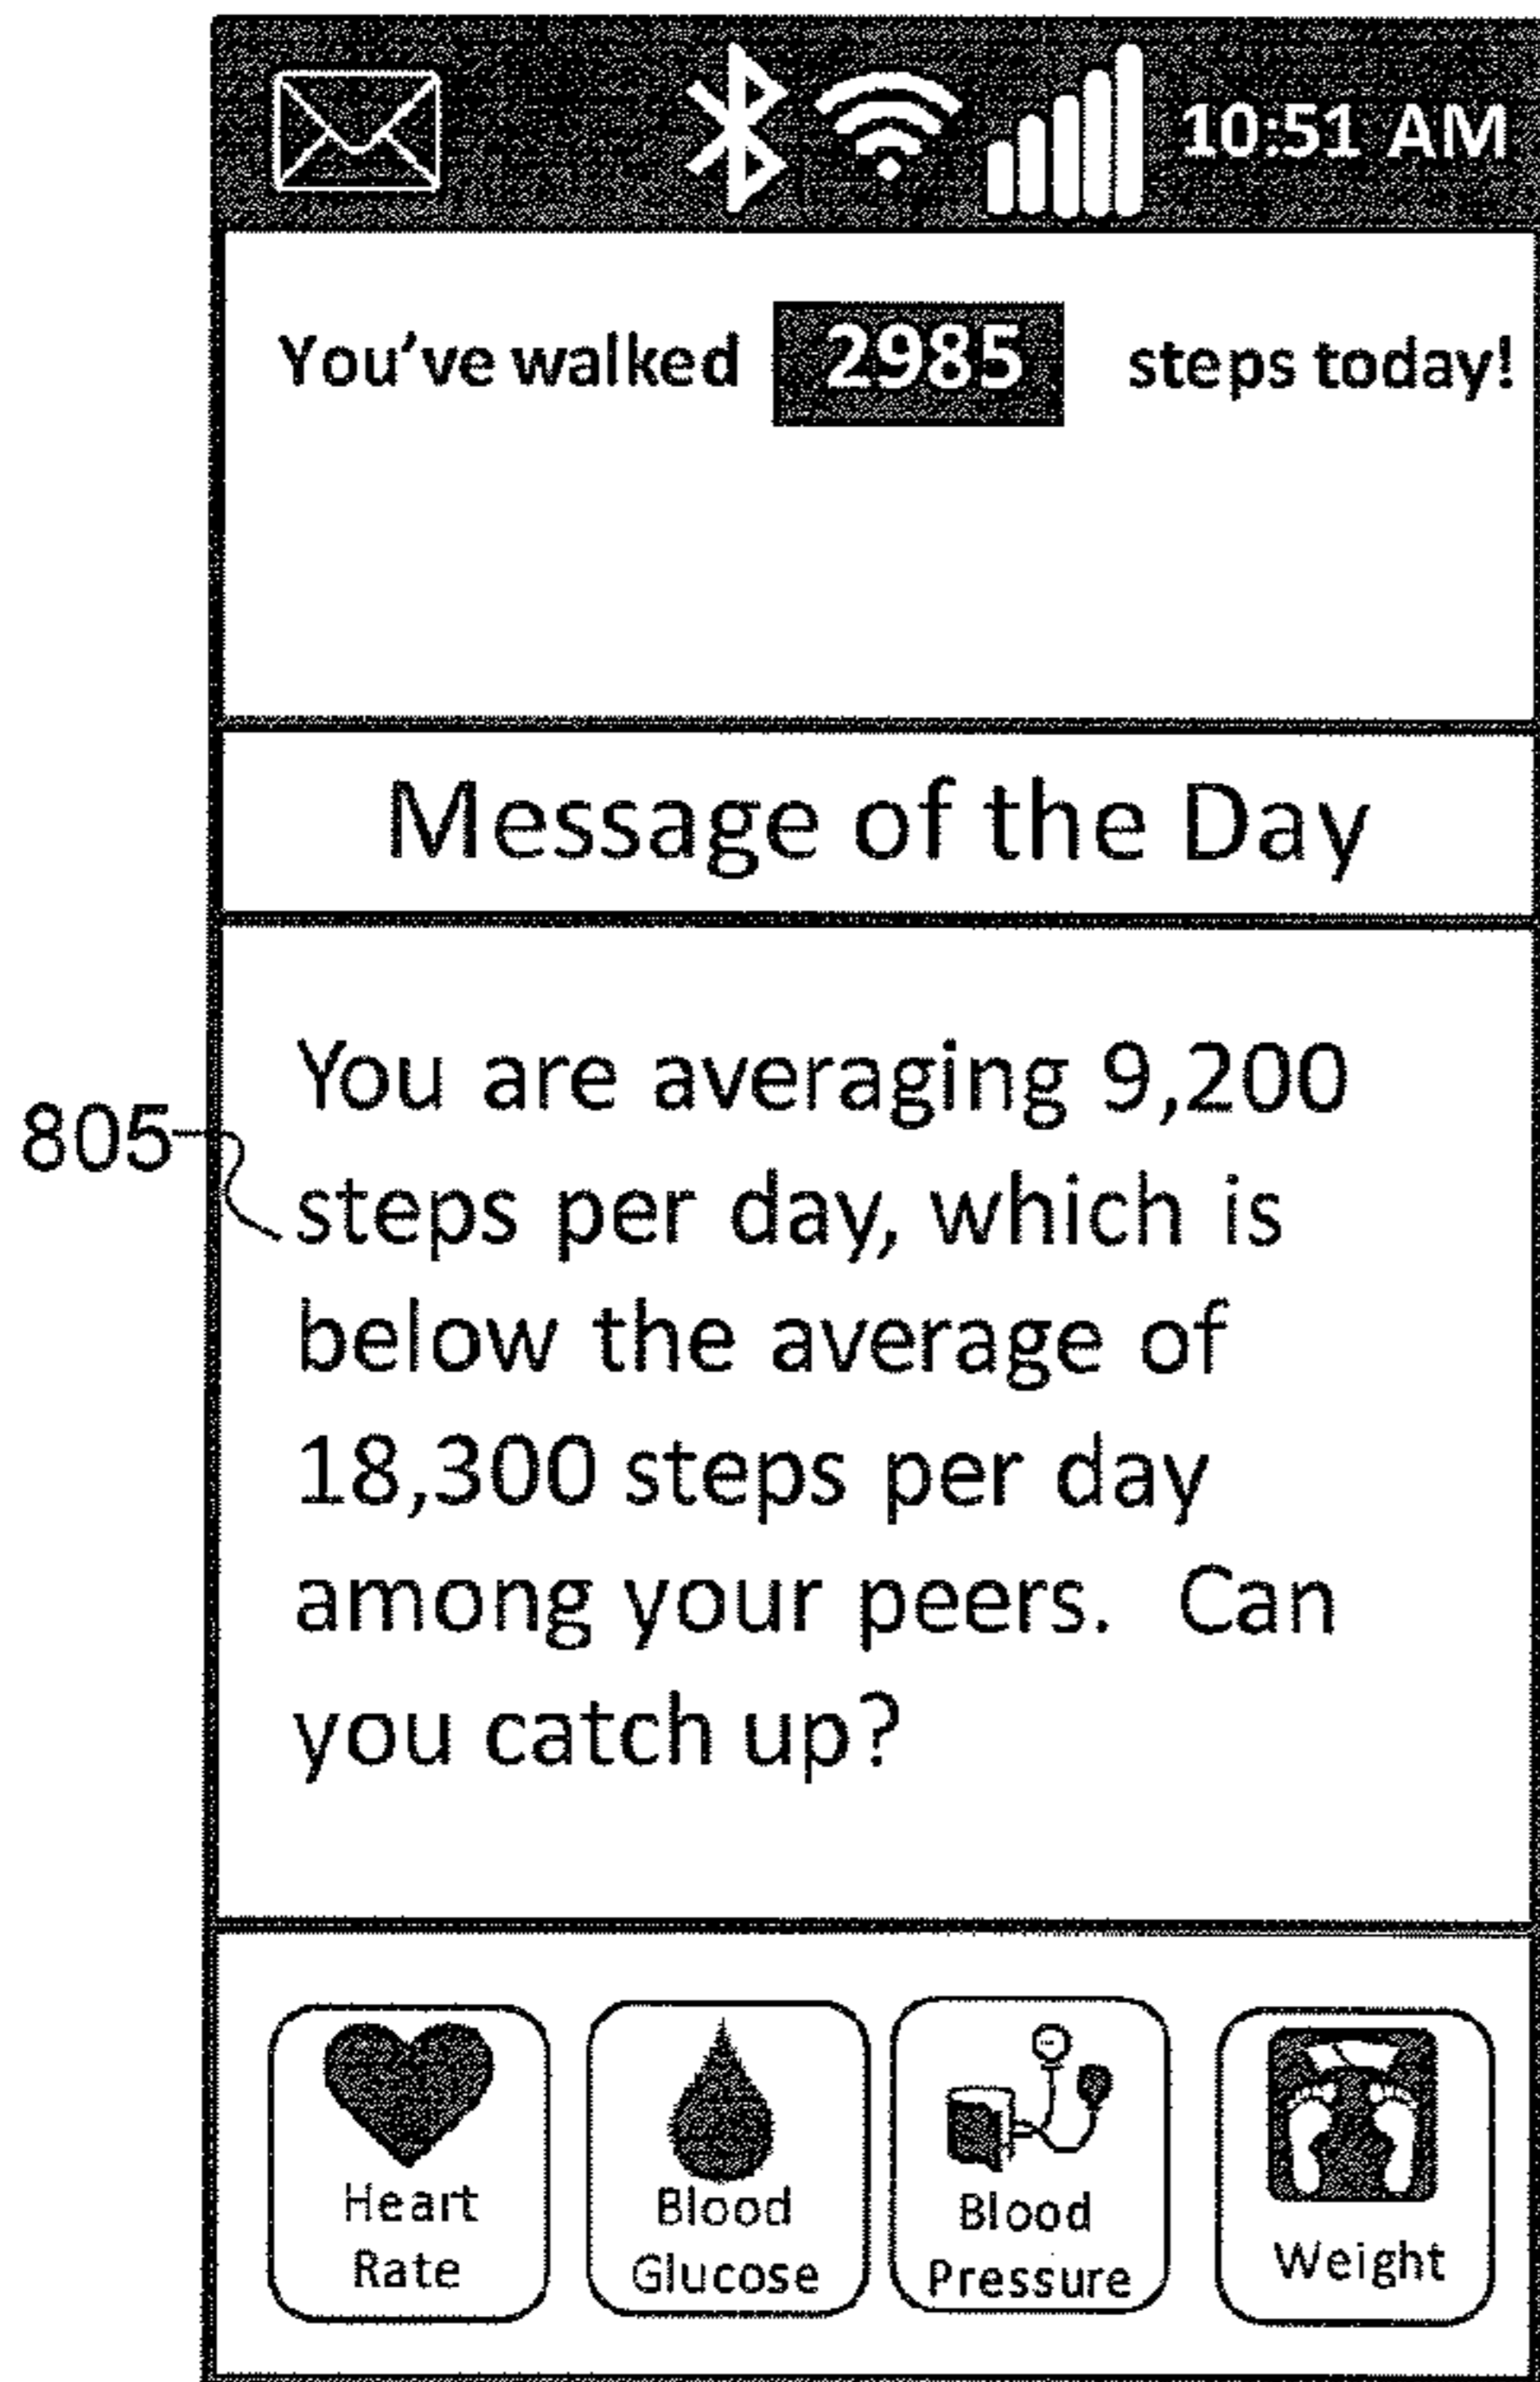 10:51 AM
You've walked 2985 steps today!
Message of the Day
You are averaging 9,200
805
steps per day, which is
below the average of
18,300 steps per day
among your peers.  Can
you catch up?
Heart
Rate
Blood
Glucose
Blood
Pressure
Weight